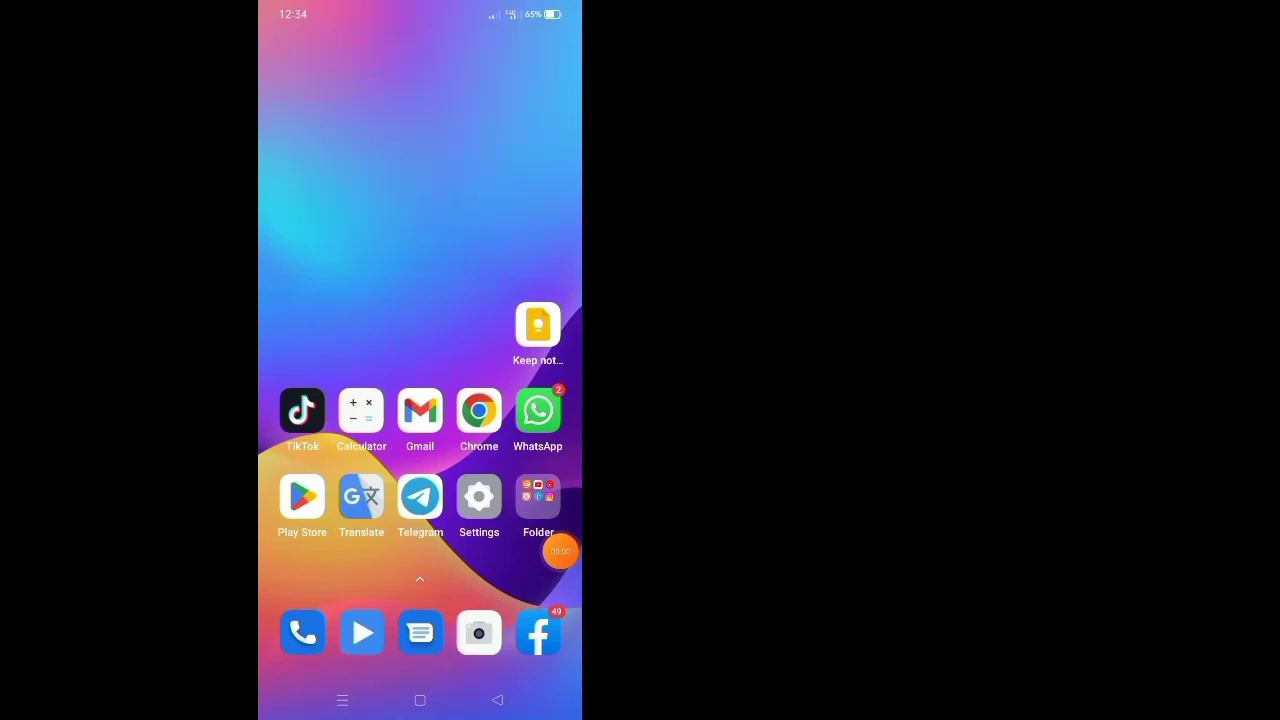 12:34
65%
Keep not...
TikTok
Calculator
Gmail
Chrome
2
WhatsApp
Play Store
Translate
Telegram
Settings
Folder
00:00
49